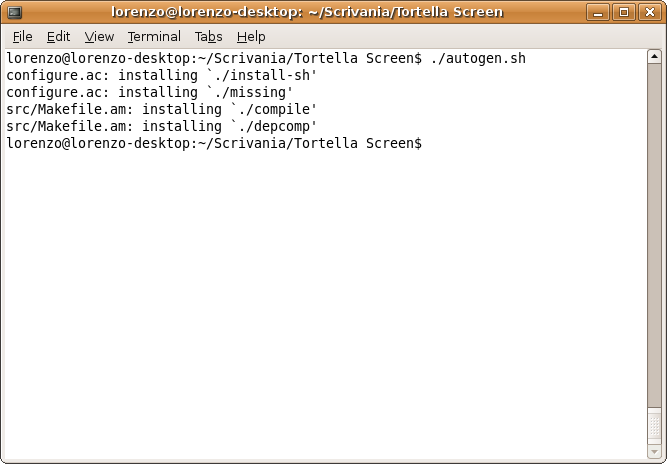 lorenzo@lorenzo-desktop: ~/Scrivania/Tortella Screen
File Edit View Terminal Tabs Help
lorenzo@lorenzo-desktop:~/Scrivania/Tortella Screen$ ./autogen.sh
configure.ac: installing `./install-sh'
configure.ac: installing `./missing'
src/Makefile.am: installing `./compile'
src/Makefile.am: installing `./depcomp'
lorenzo@lorenzo-desktop:~/Scrivania/Tortella Screen$